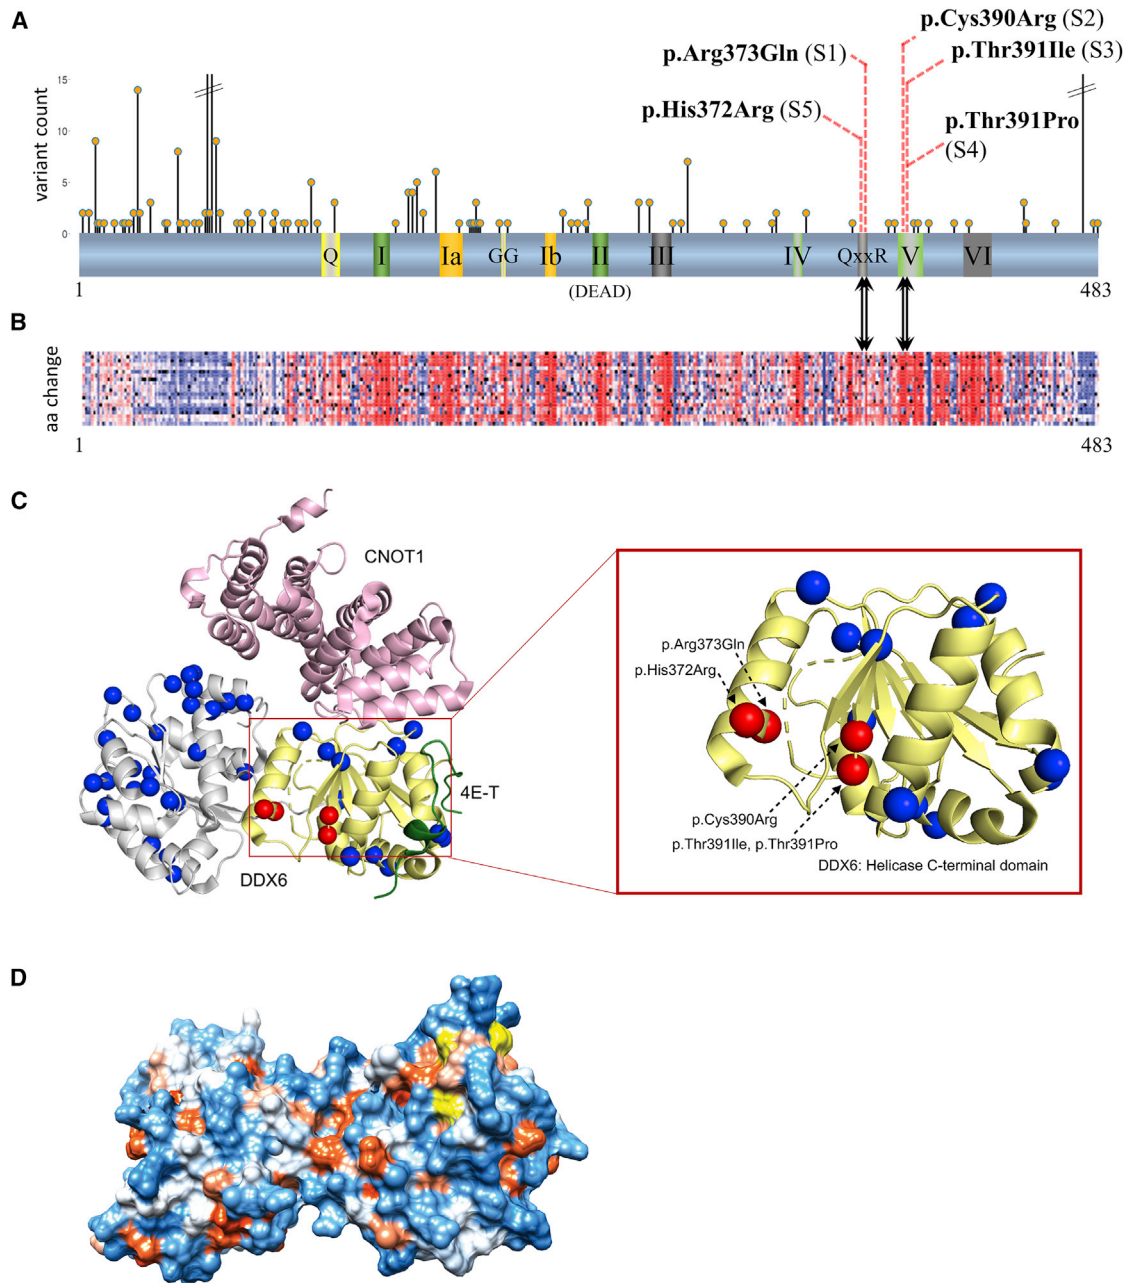 A
p.Cys390Arg (S2)
p.Arg373Gln (S1)
p.Thr391Ile (S3)
p.His372Arg (S5)
p.Thr391Pro
(S4)
variant count
15
10
5
0
Q I Ia GG Ib II III IV QxxR V VI
1 (DEAD) 483
B
aa change
1 483
C
CNOT1
4E-T
DDX6
p.Arg373Gln
p.His372Arg
p.Cys390Arg
p.Thr391Ile, p.Thr391Pro
DDX6: Helicase C-terminal domain
D